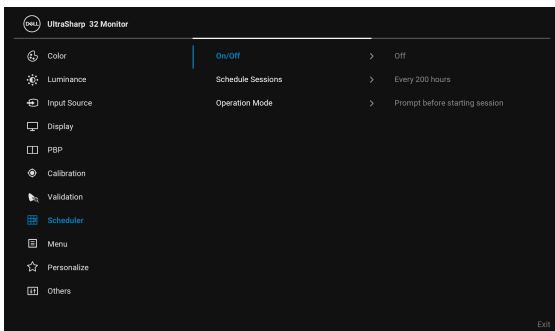 DELL UltraSharp 32 Monitor
Color On/Off Off
Luminance Schedule Sessions Every 200 hours
Input Source Operation Mode Prompt before starting session
Display
PBP
Calibration
Validation
Scheduler
Menu
Personalize
Others
Exit